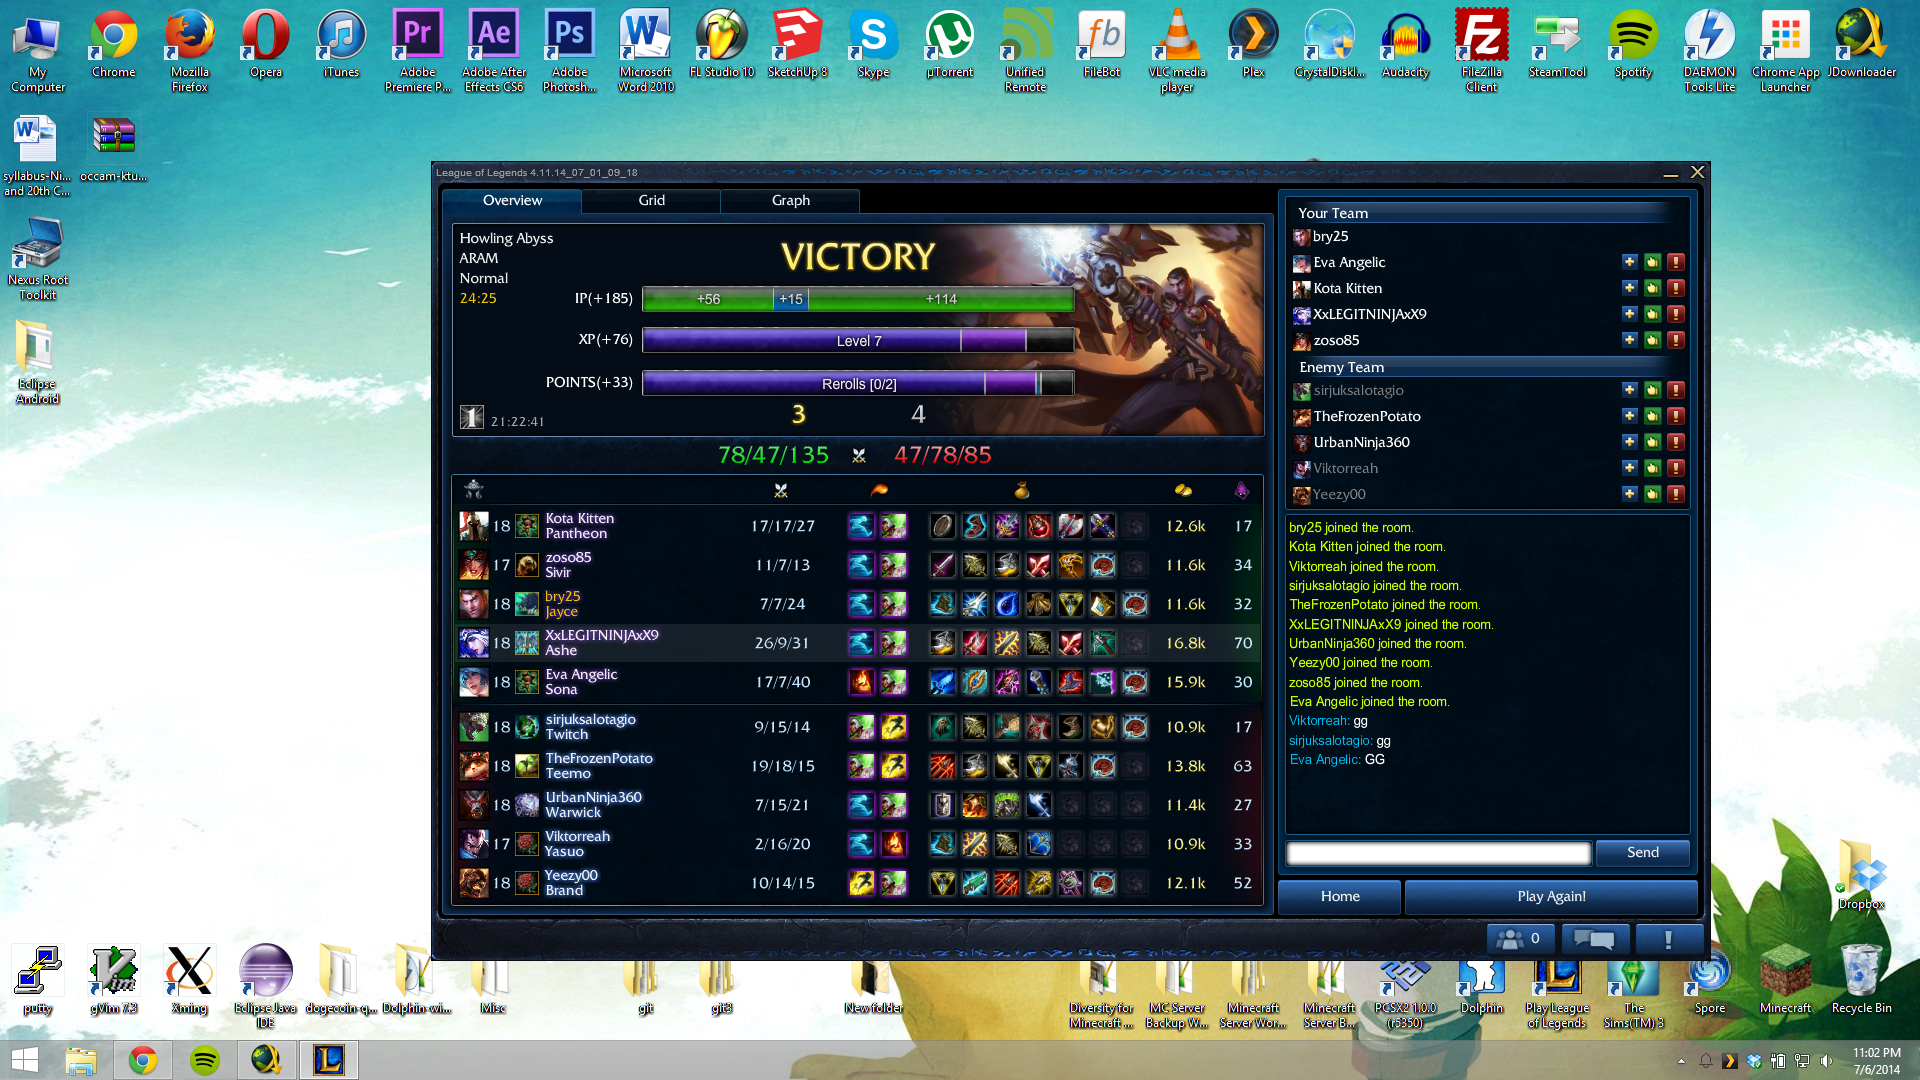 My
Computer
Chrome
Mozilla
Firefox
Opera
iTunes
Adobe
Premiere P...
Adobe After
Effects CS6
Adobe
Photosh...
Microsoft
Word 2010
FL Studio 10
SketchUp 8
Skype
µTorrent
Unified
Remote
FileBot
VLC media
player
Plex
CrystalDiskI...
Audacity
FileZilla
Client
SteamTool
Spotify
DAEMON
Tools Lite
Chrome App
Launcher
JDownloader
syllabus-Ni...
and 20th C...
occam-ktu...
Nexus Root
Toolkit
Eclipse
Android
League of Legends 4.11.14_07_01_09_18
Overview
Grid
Graph
Howling Abyss
ARAM
Normal
24:25
VICTORY
IP(+185)
+56
+15
+114
XP(+76)
Level 7
POINTS(+33)
Rerolls [0/2]
1
21:22:41
3
4
78/47/135
47/78/85
18
Kota Kitten
Pantheon
17/17/27
12.6k
17
17
zoso85
Sivir
11/7/13
11.6k
34
18
bry25
Jayce
7/7/24
11.6k
32
18
XxLEGITNINJAxX9
Ashe
26/9/31
16.8k
70
18
Eva Angelic
Sona
17/7/40
15.9k
30
18
sirjuksalotagio
Twitch
9/15/14
10.9k
17
18
TheFrozenPotato
Teemo
19/18/15
13.8k
63
18
UrbanNinja360
Warwick
7/15/21
11.4k
27
17
Viktorreah
Yasuo
2/16/20
10.9k
33
18
Yeezy00
Brand
10/14/15
12.1k
52
Your Team
bry25
Eva Angelic
Kota Kitten
XxLEGITNINJAxX9
zoso85
Enemy Team
sirjuksalotagio
TheFrozenPotato
UrbanNinja360
Viktorreah
Yeezy00
bry25 joined the room.
Kota Kitten joined the room.
Viktorreah joined the room.
sirjuksalotagio joined the room.
TheFrozenPotato joined the room.
XxLEGITNINJAxX9 joined the room.
UrbanNinja360 joined the room.
Yeezy00 joined the room.
zoso85 joined the room.
Eva Angelic joined the room.
Viktorreah: gg
sirjuksalotagio: gg
Eva Angelic: GG
Send
Home
Play Again!
0
Dropbox
putty
gVim 7.3
Xming
Eclipse Java
IDE
dogecoin-q...
Dolphin-wi...
Misc
git
git3
New folder
Diversity for
Minecraft ...
MC Server
Backup W...
Minecraft
Server Wor...
Minecraft
Server B...
PCSX2 1.0.0
(r5350)
Dolphin
Play League
of Legends
The
Sims(TM) 3
Spore
Minecraft
Recycle Bin
11:02 PM
7/6/2014